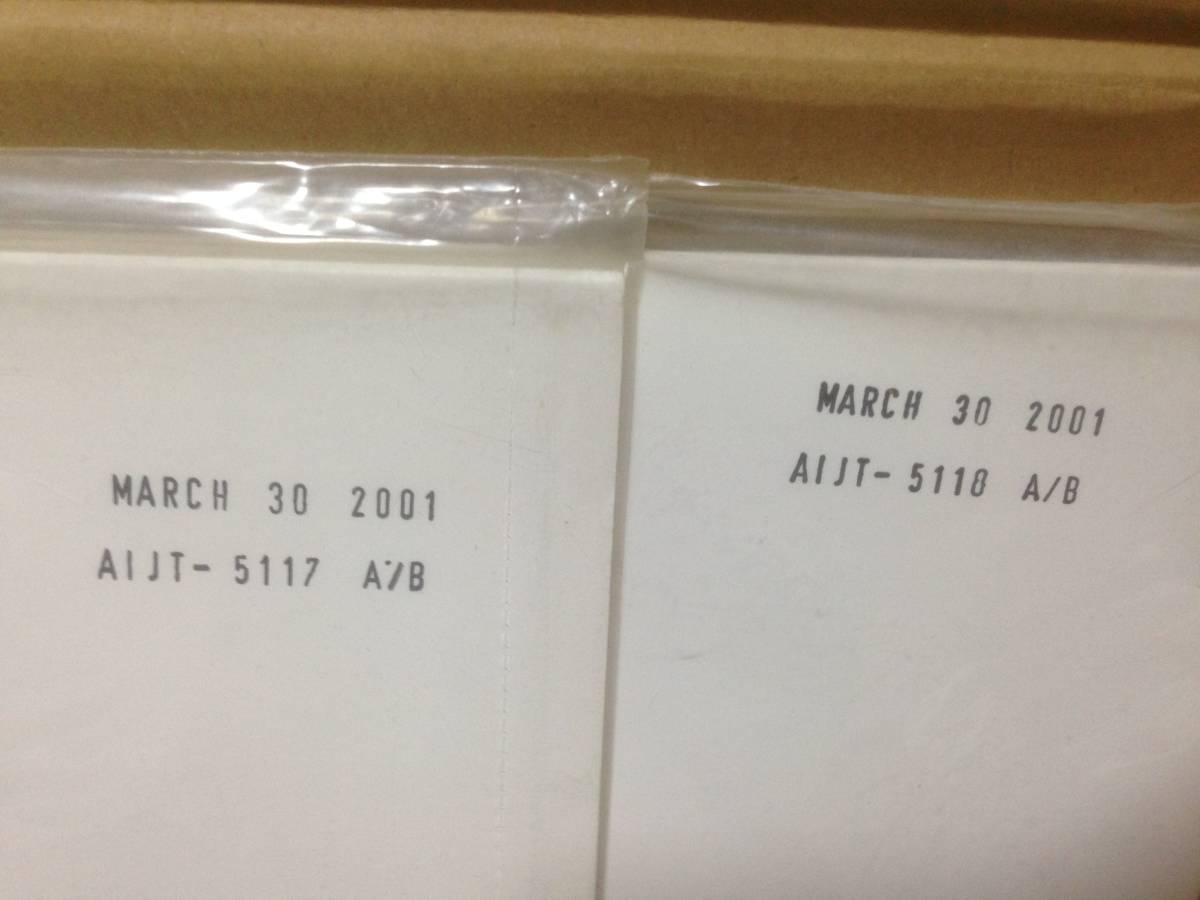 MARCH 30 2001
AIJT- 5117 A/B
MARCH 30 2001
AIJT- 5118 A/B